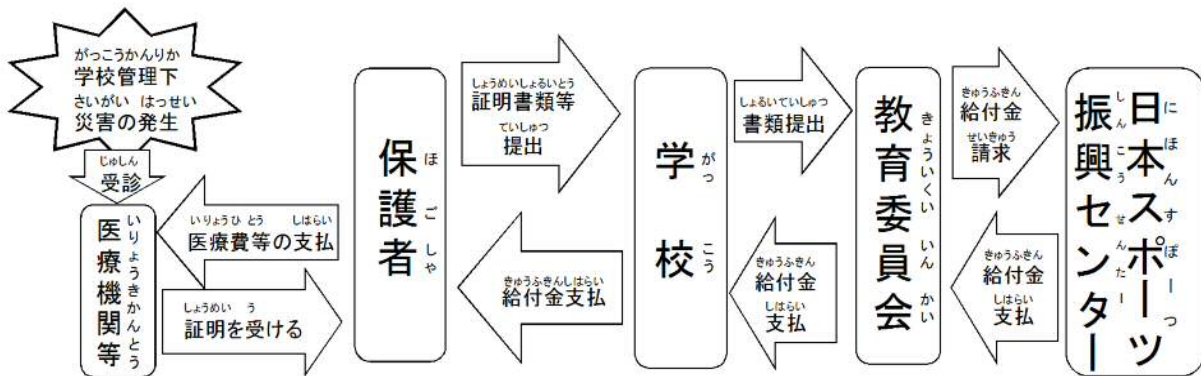 がっこうかんりか
学校管理下
さいがい はっせい
災害の発生
じゅしん
受診
医療機関等
いりょうきかんとう
いりょうひ とう しはらい
医療費等の支払
しょうめい う
証明を受ける
保護者
ほごしゃ
しょうめいしょるいとう
証明書類等
ていしゅつ
提出
きゅうふきんしはらい
給付金支払
学校
がっこう
しょるいていしゅつ
書類提出
きゅうふきん
給付金
しはらい
支払
教育委員会
きょういくい いん かい
きゅうふきん
給付金
せいきゅう
請求
きゅうふきん
給付金
しはらい
支払
日本スポーツ
にほんすぽーつ
振興センター
しんこうせんたー